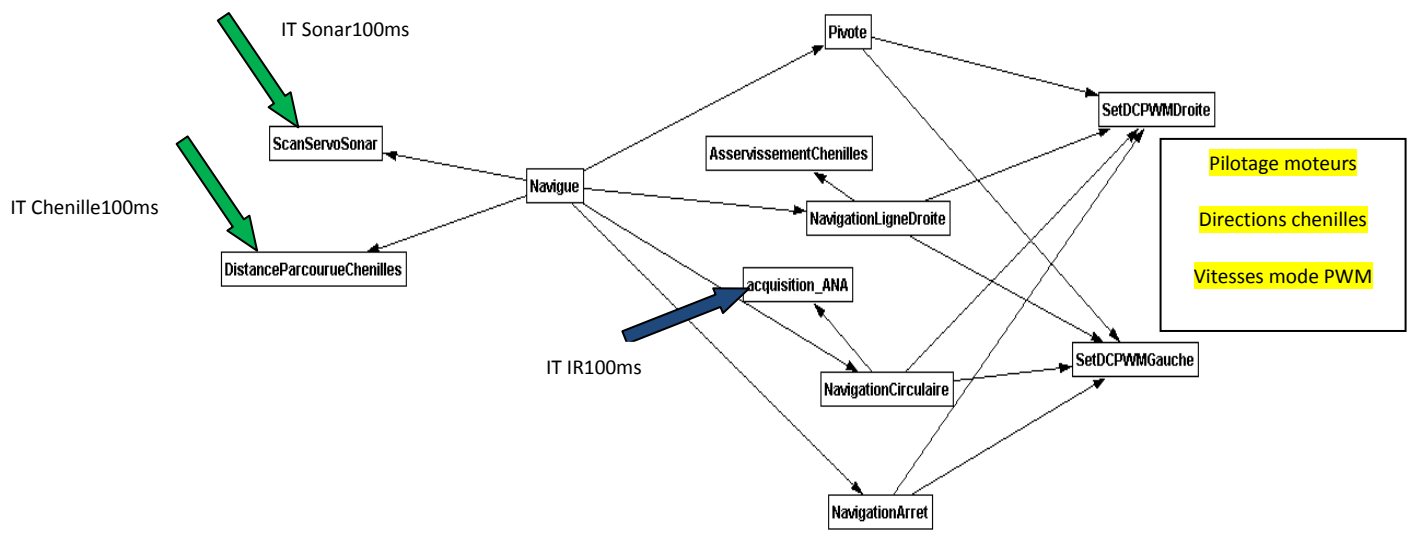 IT Sonar100ms
Pivote
SetDCPWMDroite
ScanServoSonar
AsservissementChenilles
Pilotage moteurs
Navigue
IT Chenille100ms
NavigationLigneDroite
Directions chenilles
DistanceParcourueChenilles
acquisition_ANA
Vitesses mode PWM
IT IR100ms
SetDCPWMGauche
NavigationCirculaire
NavigationArret